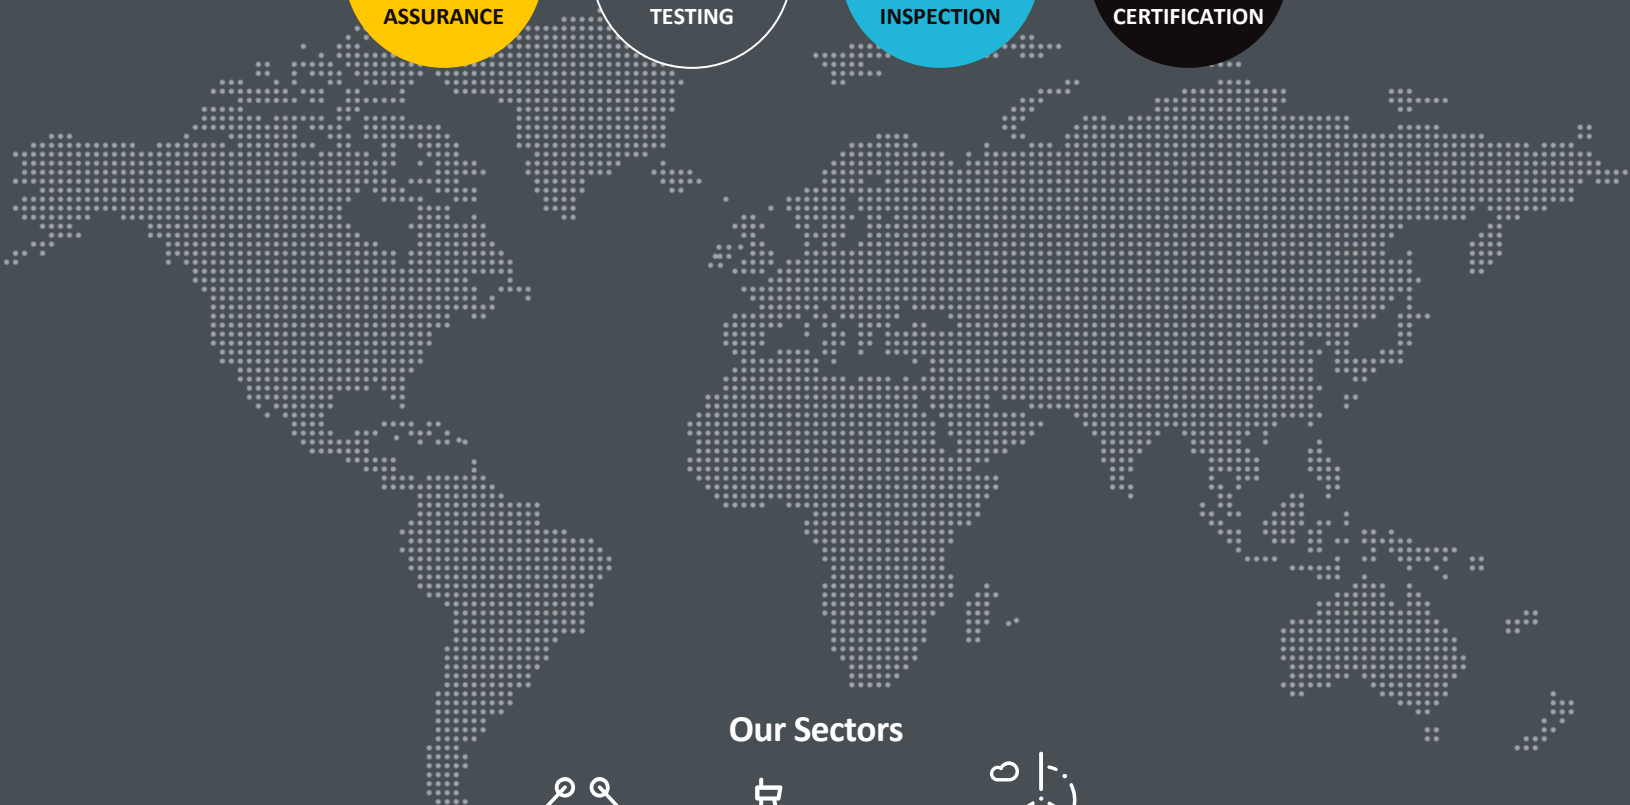 ASSURANCE
TESTING
INSPECTION
CERTIFICATION
Our Sectors